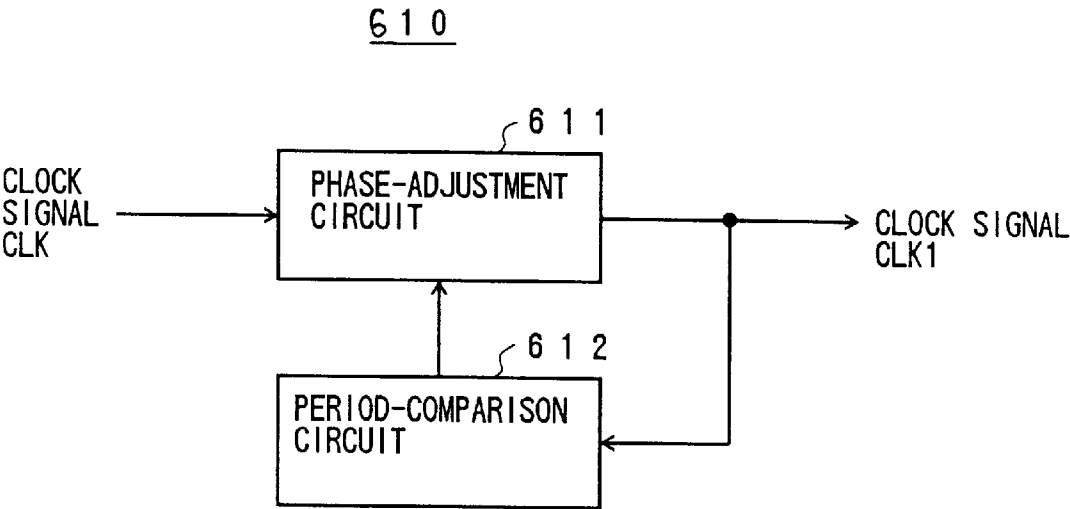 610
611
PHASE-ADJUSTMENT
CIRCUIT
CLOCK
SIGNAL
CLK
CLOCK SIGNAL
CLK1
612
PERIOD-COMPARISON
CIRCUIT